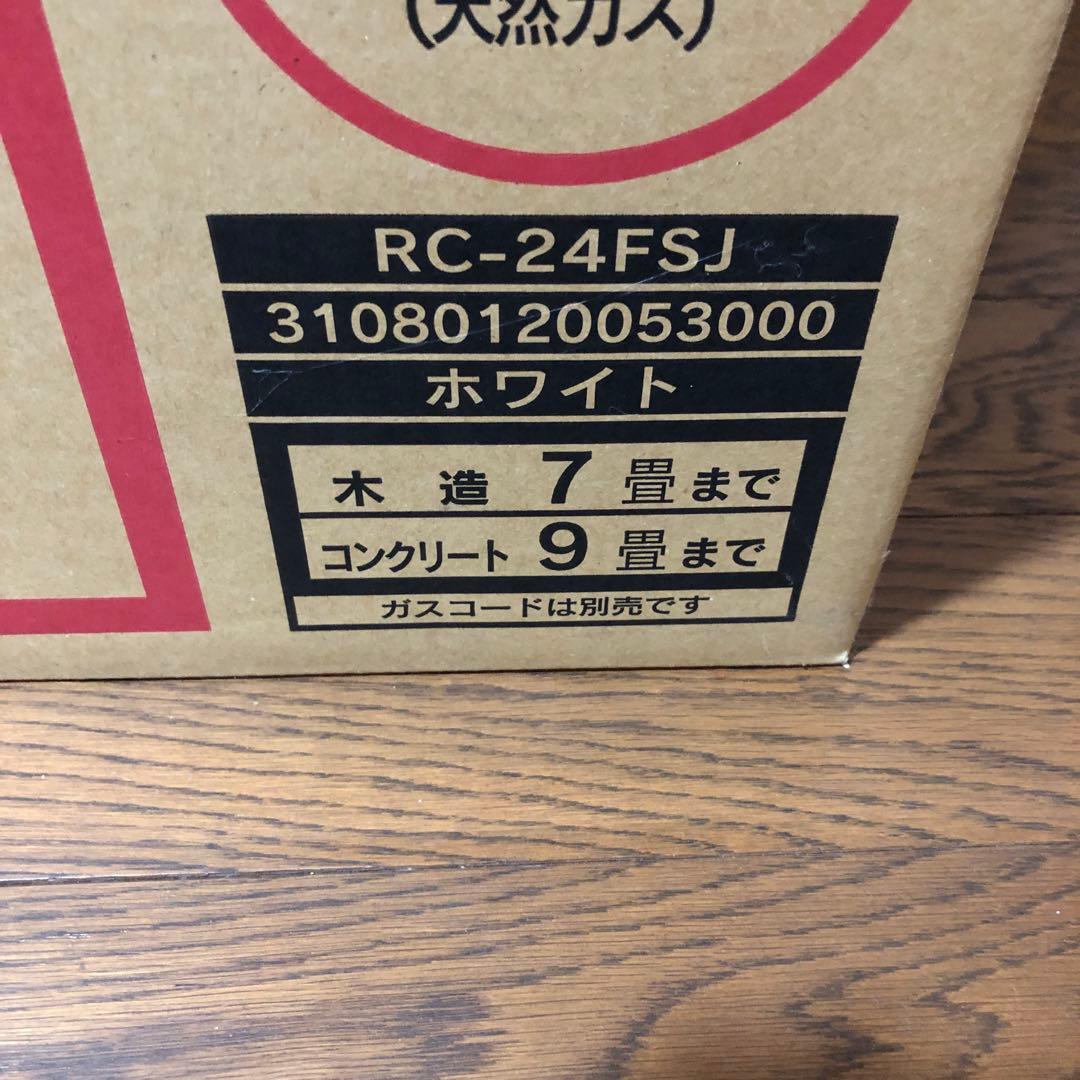 (天然ガス)
RC-24FSJ
31080120053000
ホワイト
木造 7 畳まで
コンクリート 9 畳まで
ガスコードは別売です